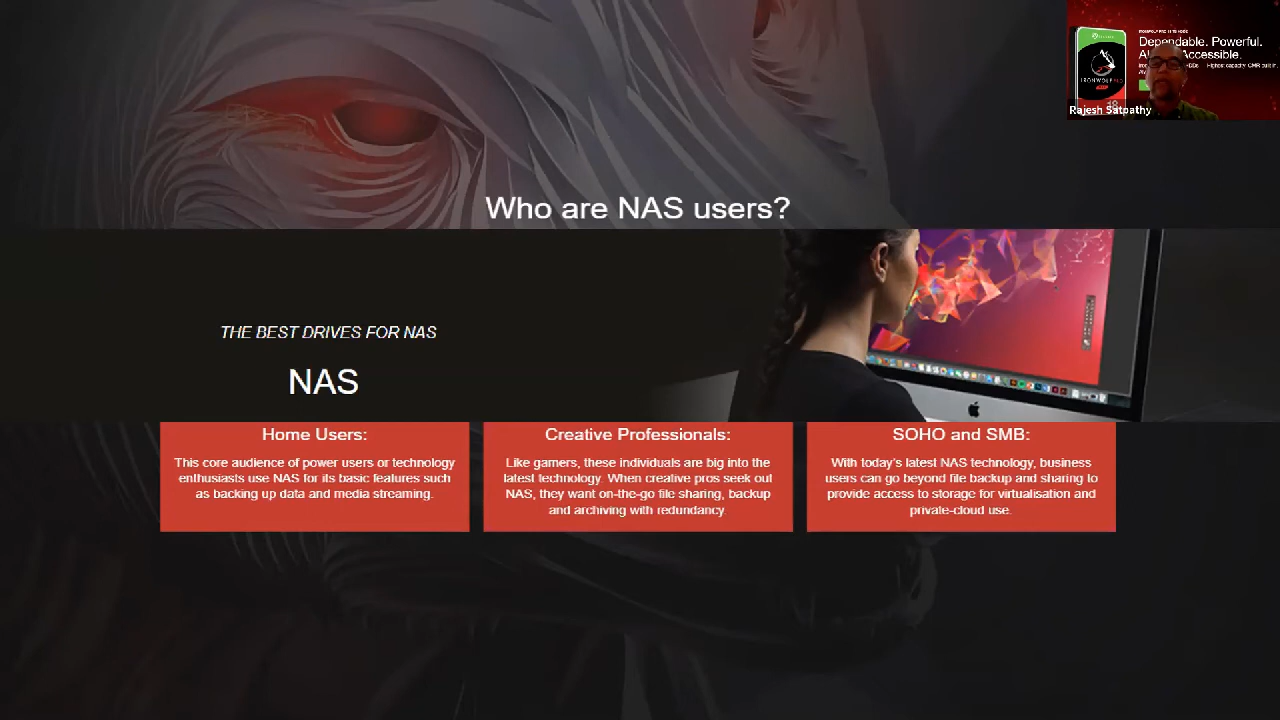 Dependable. Powerful.
Rajesh Satpathy
Who are NAS users?
THE BEST DRIVES FOR NAS
NAS
Home Users:
This core audience of power users or technology
enthusiasts use NAS for its basic features such
as backing up data and media streaming.
Creative Professionals:
Like gamers, these individuals are big into the
latest technology. When creative pros seek out
NAS, they want on-the-go file sharing, backup
and archiving with redundancy.
SOHO and SMB:
With today's latest NAS technology, business
users can go beyond file backup and sharing to
provide access to storage for virtualisation and
private-cloud use.